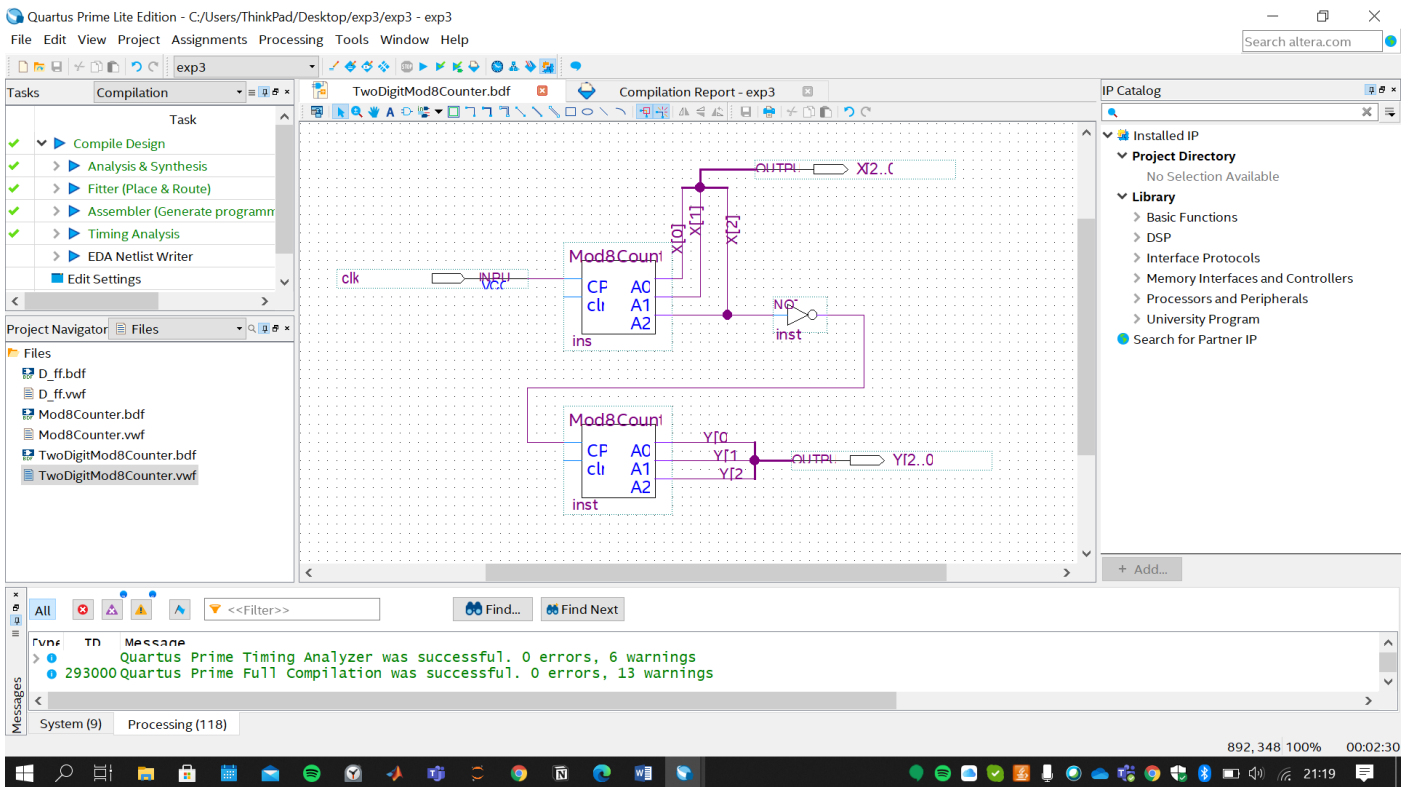 Quartus Prime Lite Edition - C:/Users/ThinkPad/Desktop/exp3/exp3 - exp3
File Edit View Project Assignments Processing Tools Window Help
Search altera.com
exp3
Tasks Compilation
TwoDigitMod8Counter.bdf
Compilation Report - exp3
IP Catalog
Task
Compile Design
Analysis & Synthesis
Fitter (Place & Route)
Assembler (Generate programm
Timing Analysis
EDA Netlist Writer
Edit Settings
Project Navigator Files
Files
D_ff.bdf
D_ff.vwf
Mod8Counter.bdf
Mod8Counter.vwf
TwoDigitMod8Counter.bdf
TwoDigitMod8Counter.vwf
OUTPU X[2..0
X[0] X[1] X[2]
Mod8Count
clk INPU
VCC
CP A0
clr A1
A2
ins
NOT
inst
Mod8Count
CP A0
clr A1
A2
inst
Y[0
Y[1
Y[2
OUTPU Y[2..0
Installed IP
Project Directory
No Selection Available
Library
Basic Functions
DSP
Interface Protocols
Memory Interfaces and Controllers
Processors and Peripherals
University Program
Search for Partner IP
+ Add...
All <<Filter>> Find... Find Next
Type ID Message
Quartus Prime Timing Analyzer was successful. 0 errors, 6 warnings
293000 Quartus Prime Full Compilation was successful. 0 errors, 13 warnings
Messages
System (9) Processing (118)
892, 348 100% 00:02:30
21:19